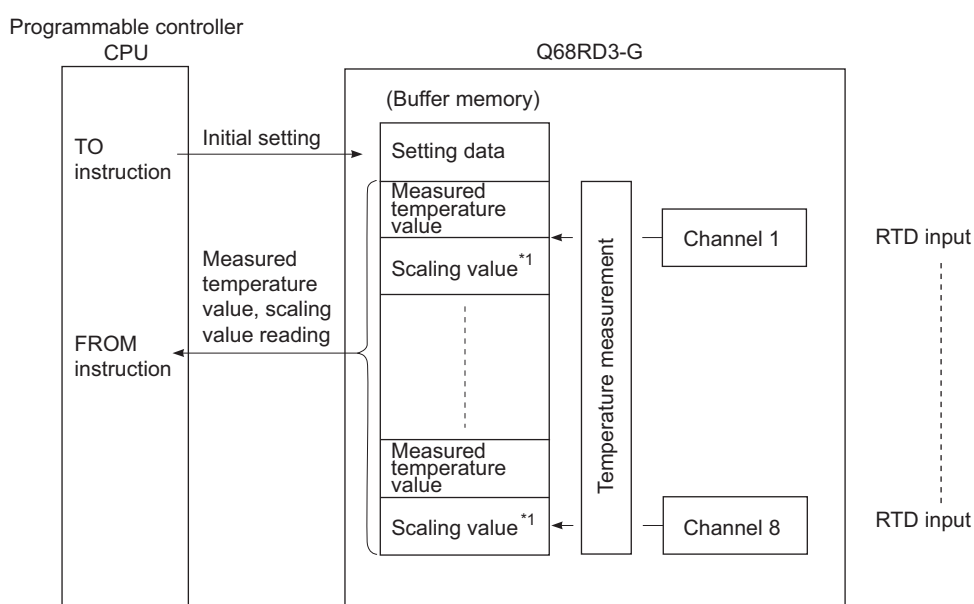 Programmable controller
CPU
Q68RD3-G
(Buffer memory)
TO
instruction
Initial setting
Setting data
Measured
temperature
value
Scaling value*1
Temperature measurement
Channel 1
RTD input
Measured
temperature
value, scaling
value reading
FROM
instruction
Measured
temperature
value
Scaling value*1
Channel 8
RTD input